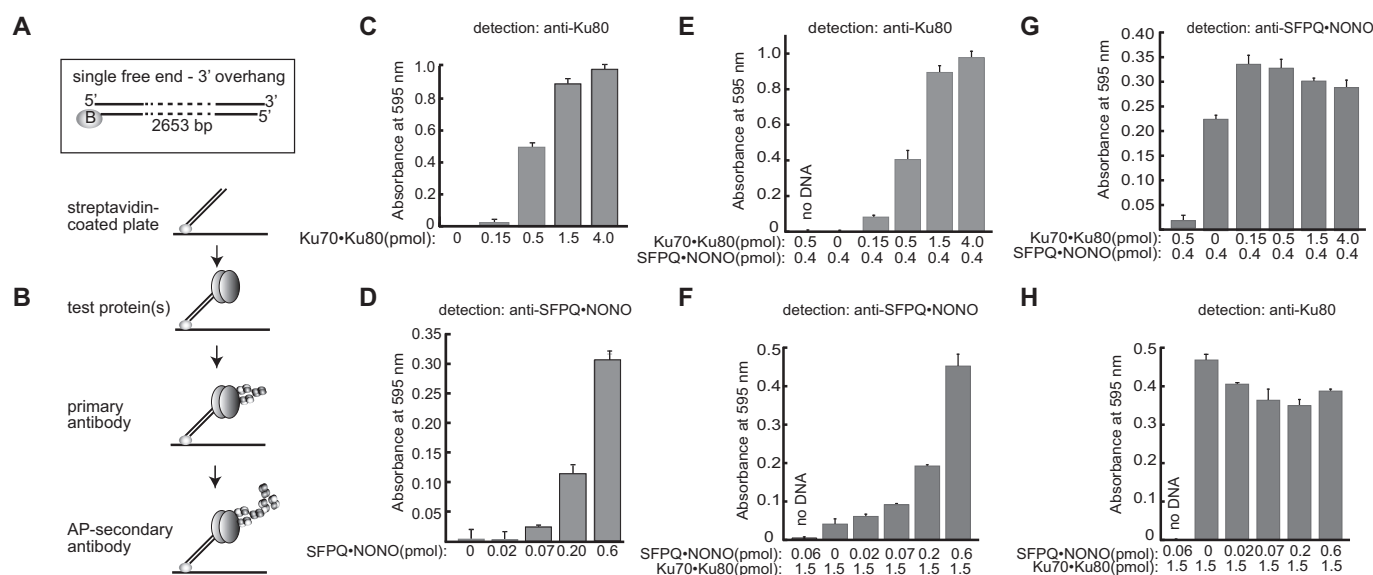 A
single free end - 3’ overhang
5’ 3’
B 5’
2653 bp
streptavidin-
coated plate
B
test protein(s)
primary
antibody
AP-secondary
antibody
C
detection: anti-Ku80
Absorbance at 595 nm
1.0
0.8
0.6
0.4
0.2
0
Ku70•Ku80(pmol): 0 0.15 0.5 1.5 4.0
D
detection: anti-SFPQ•NONO
Absorbance at 595 nm
0.35
0.30
0.25
0.20
0.15
0.10
0.05
SFPQ•NONO(pmol): 0 0.02 0.07 0.20 0.6
E
detection: anti-Ku80
Absorbance at 595 nm
1.0
0.8
0.6
0.4
0.2
0
no DNA
Ku70•Ku80(pmol): 0.5 0 0.15 0.5 1.5 4.0
SFPQ•NONO(pmol): 0.4 0.4 0.4 0.4 0.4 0.4
F
detection: anti-SFPQ•NONO
Absorbance at 595 nm
0.5
0.4
0.3
0.2
0.1
0
no DNA
SFPQ•NONO(pmol): 0.06 0 0.02 0.07 0.2 0.6
Ku70•Ku80(pmol): 1.5 1.5 1.5 1.5 1.5 1.5
G
detection: anti-SFPQ•NONO
Absorbance at 595 nm
0.40
0.35
0.30
0.25
0.20
0.15
0.10
0.05
Ku70•Ku80(pmol): 0.5 0 0.15 0.5 1.5 4.0
SFPQ•NONO(pmol): 0.4 0.4 0.4 0.4 0.4 0.4
H
detection: anti-Ku80
Absorbance at 595 nm
0.5
0.4
0.3
0.2
0.1
0
no DNA
SFPQ•NONO(pmol): 0.06 0 0.02 0.07 0.2 0.6
Ku70•Ku80(pmol): 1.5 1.5 1.5 1.5 1.5 1.5